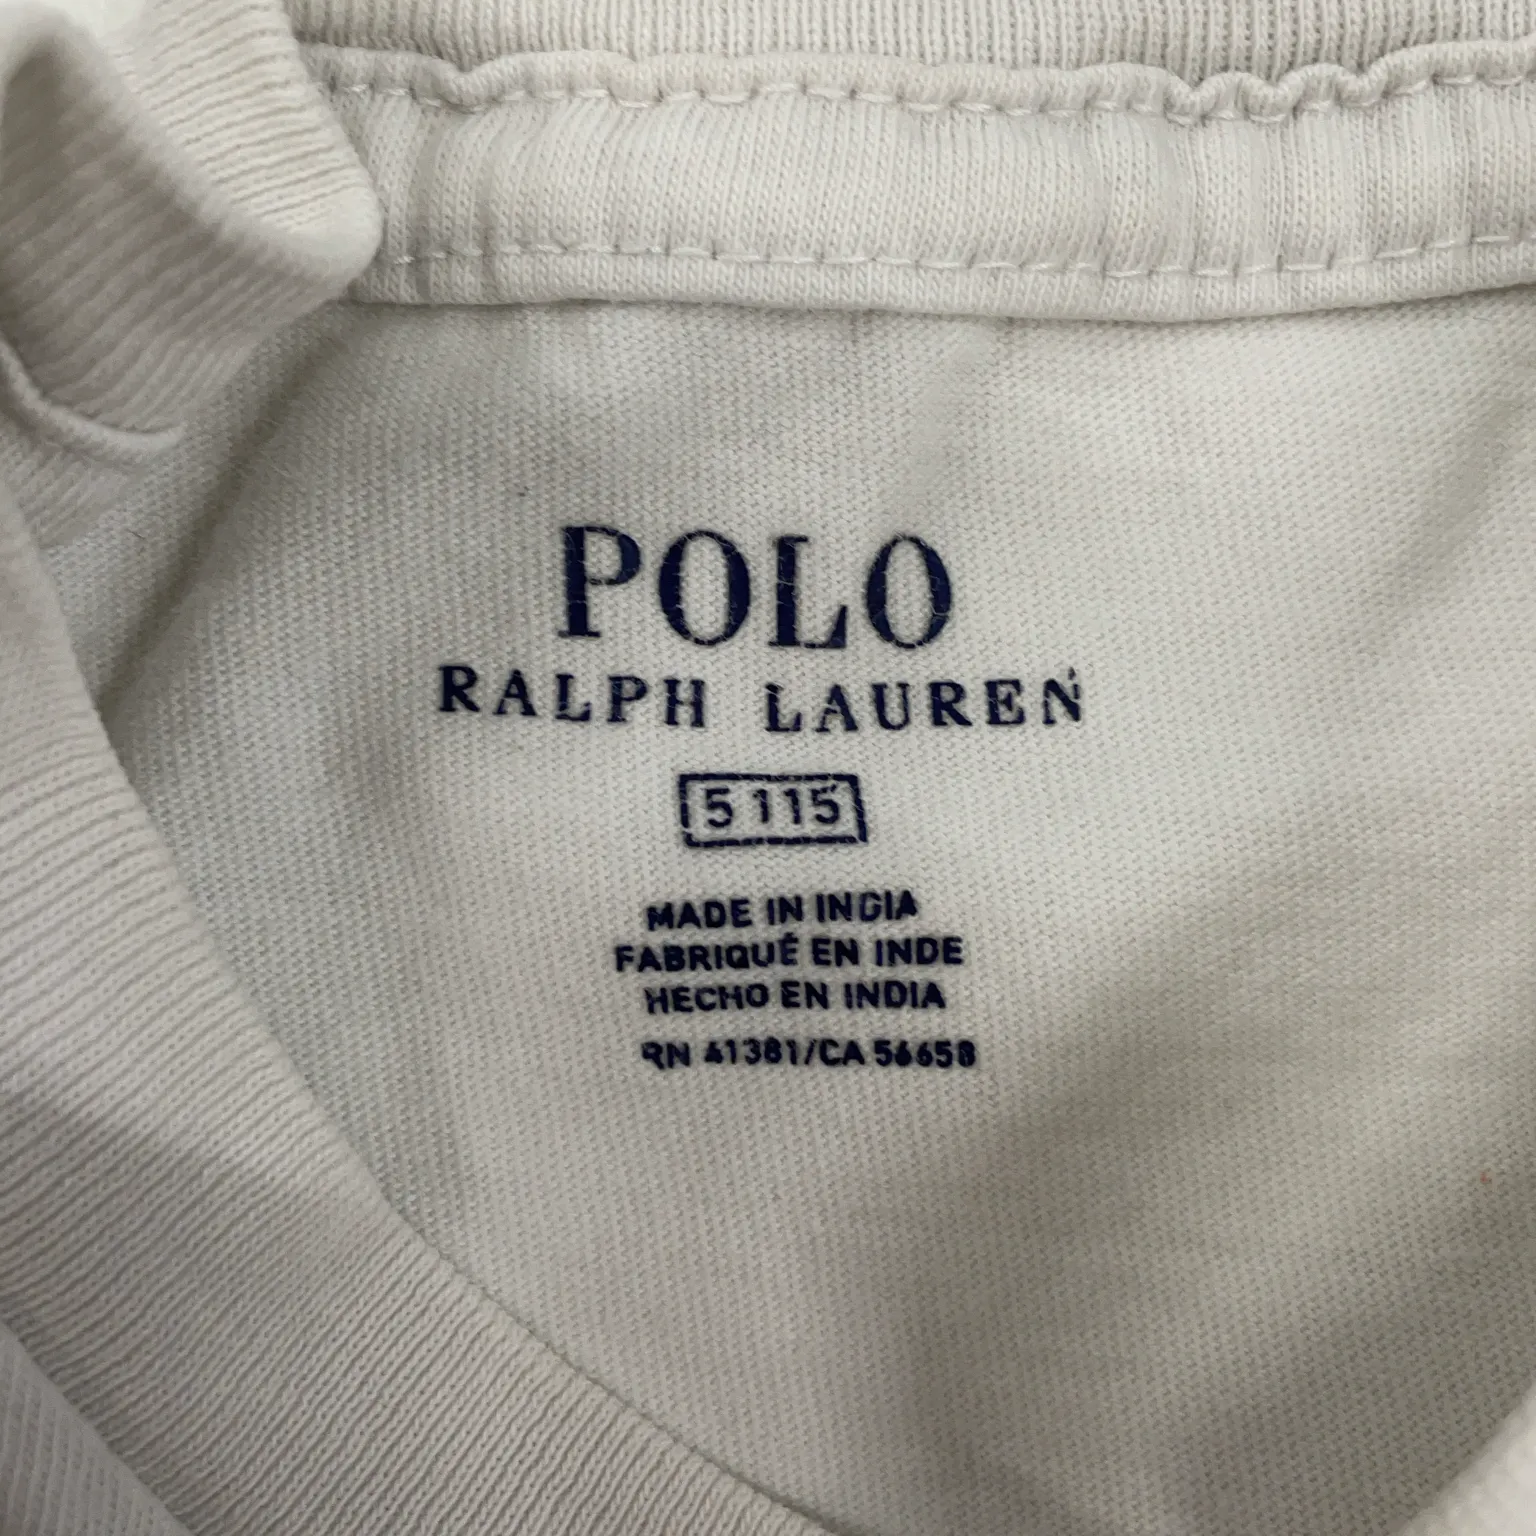 POLO
RALPH LAUREN
5 115
MADE IN INDIA
FABRIQUÉ EN INDE
HECHO EN INDIA
RN 41381/CA 56658